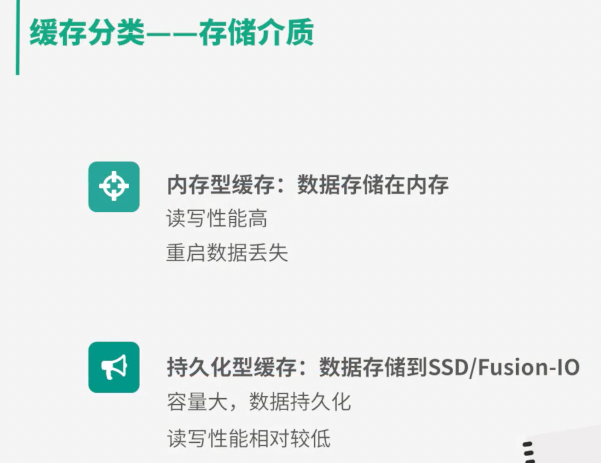 缓存分类——存储介质
内存型缓存：数据存储在内存
读写性能高
重启数据丢失
持久化型缓存：数据存储到SSD/Fusion-IO
容量大，数据持久化
读写性能相对较低